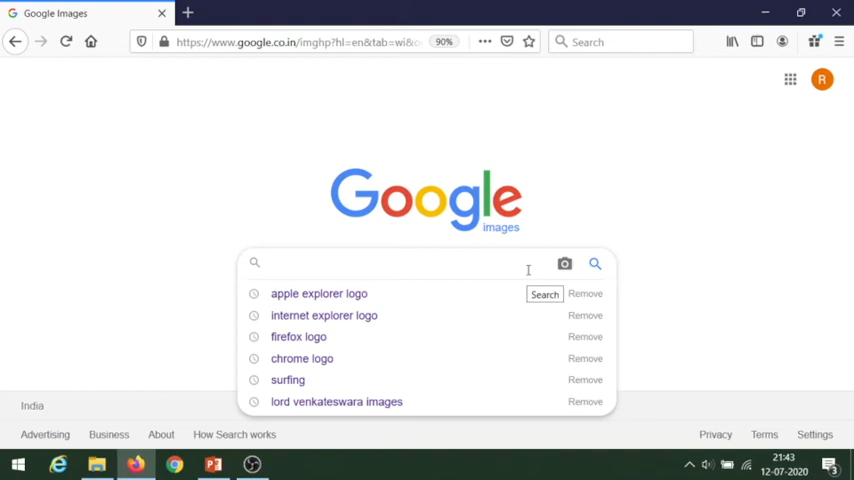 Google Images
https://www.google.co.in/imghp?hl=en&tab=wi&
90%
Search
R
Google
images
apple explorer logo
Search
Remove
internet explorer logo
Remove
firefox logo
Remove
chrome logo
Remove
surfing
Remove
lord venkateswara images
Remove
India
Advertising
Business
About
How Search works
Privacy
Terms
Settings
21:43
12-07-2020
3